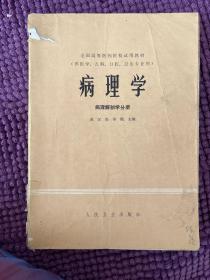 全国高等医药院校试用教材
(供医学、儿科、口腔、卫生专业用)
病理学
病理解剖学分册
主编
人民卫生出版社